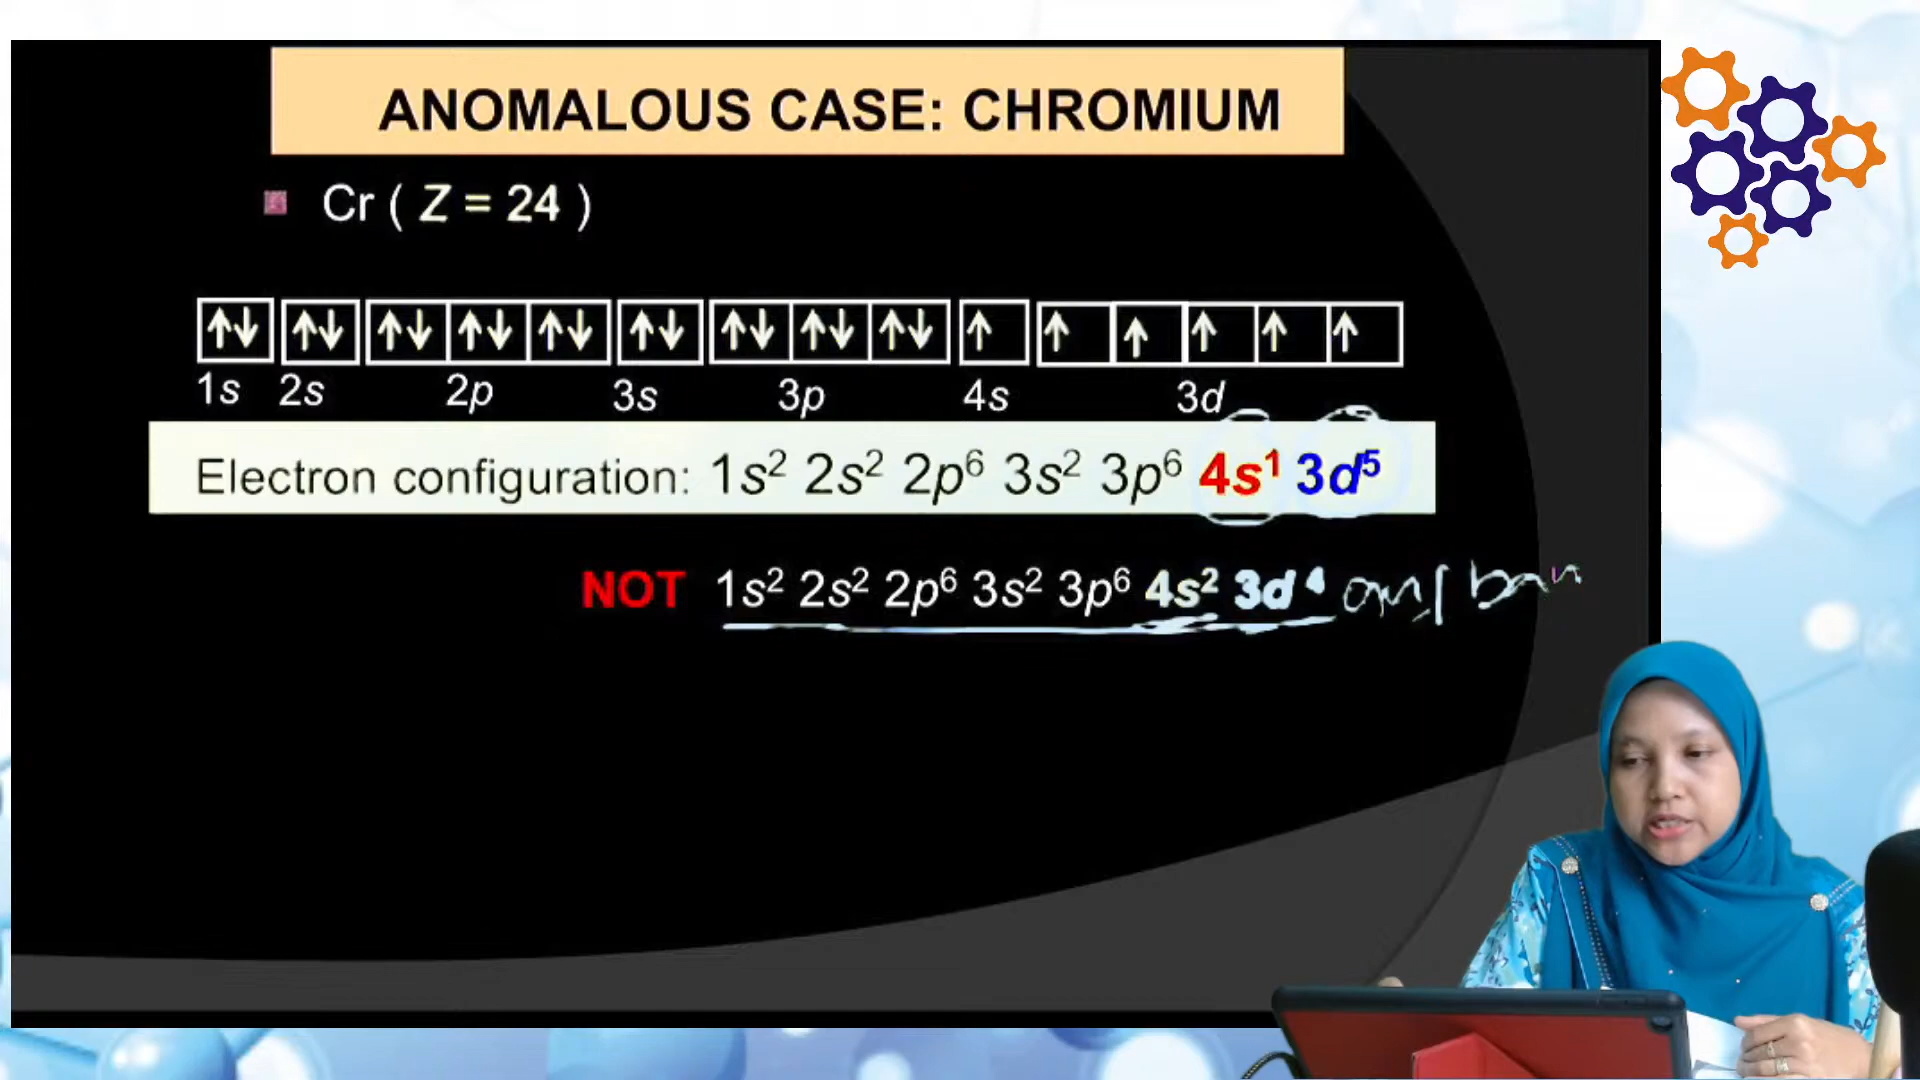 ANOMALOUS CASE: CHROMIUM
Cr ( Z = 24 )
↑↓ ↑↓ ↑↓ ↑↓ ↑↓ ↑↓ ↑↓ ↑↓ ↑↓ ↑ ↑ ↑ ↑ ↑ ↑
1s 2s 2p 3s 3p 4s 3d
Electron configuration: 1s² 2s² 2p⁶ 3s² 3p⁶ 4s¹ 3d⁵
NOT 1s² 2s² 2p⁶ 3s² 3p⁶ 4s² 3d⁴